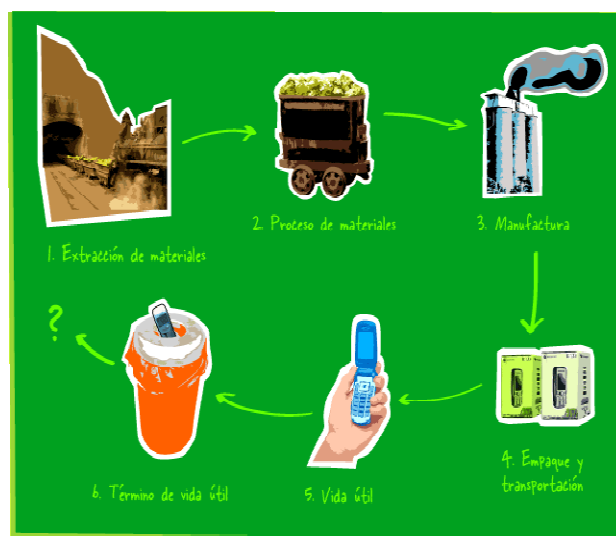 1. Extracción de materiales
2. Proceso de materiales
3. Manufactura
4. Empaque y
transportación
5. Vida útil
6. Término de vida útil
?